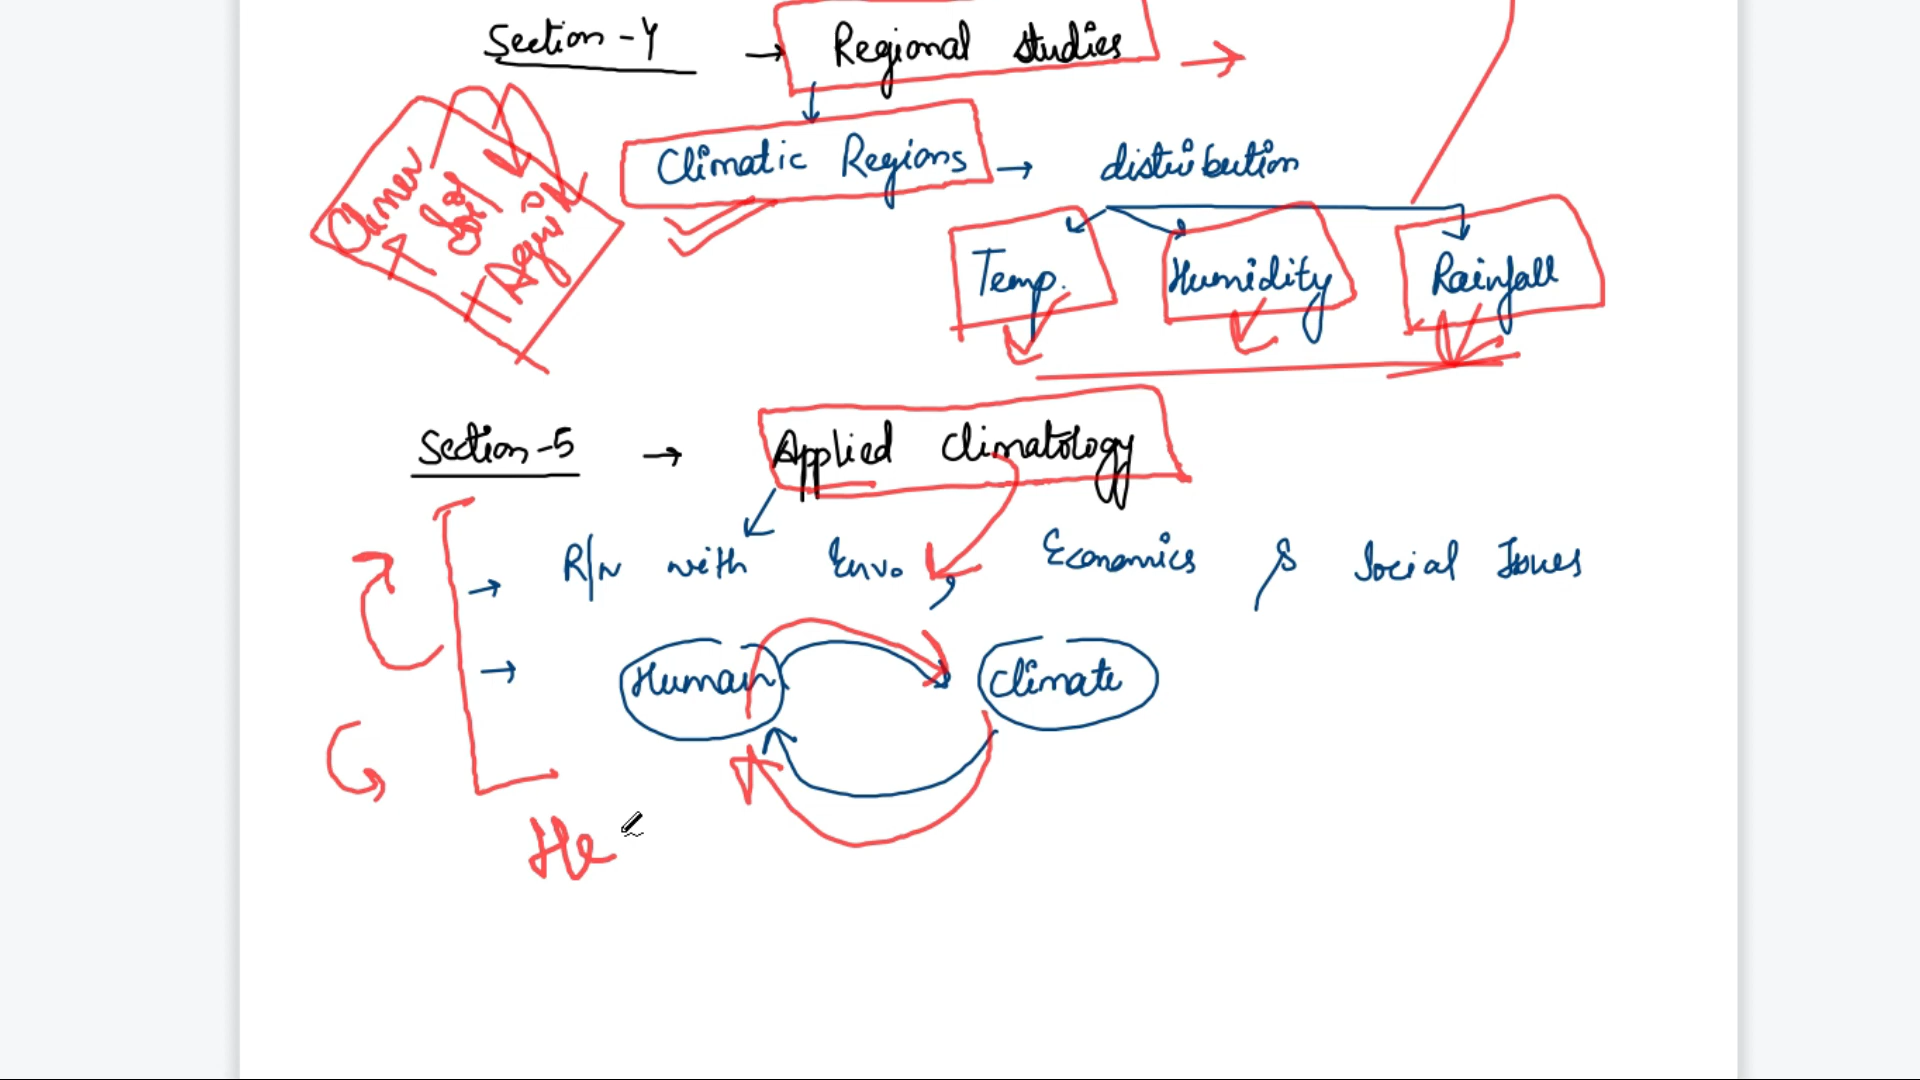 Section-4 → Regional studies →
Climatic Regions → distribution
Temp. Humidity Rainfall
Section-5 → Applied Climatology
→ R/n with Envo, Economics & Social Issues
→ Human Climate
He